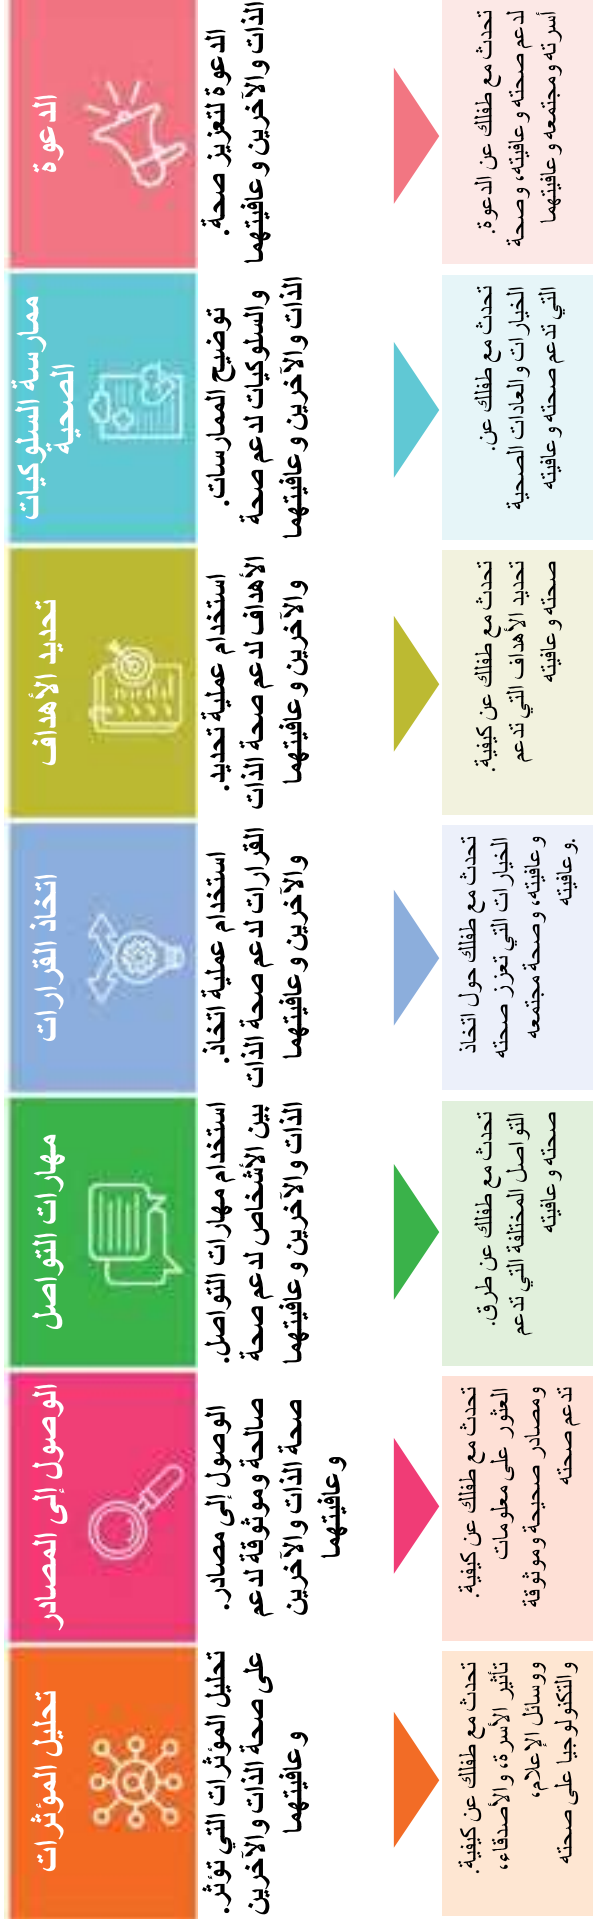 الدعوة
الدعوة لتعزيز صحة.
الذات والآخرين وعافيتهما
تحدث مع طفلك عن الدعوة.
لدعم صحته وعافيته، وصحة
أسرته ومجتمعه وعافيتهما
ممارسة السلوكيات
الصحية
توضيح الممارسات.
والسلوكيات لدعم صحة
الذات والآخرين وعافيتهما
تحدث مع طفلك عن.
الخيارات والعادات الصحية
التي تدعم صحته وعافيته
تحديد الأهداف
استخدام عملية تحديد.
الأهداف لدعم صحة الذات
والآخرين وعافيتهما
تحدث مع طفلك عن كيفية.
تحديد الأهداف التي تدعم
صحته وعافيته
اتخاذ القرارات
استخدام عملية اتخاذ.
القرارات لدعم صحة الذات
والآخرين وعافيتهما
تحدث مع طفلك حول اتخاذ
الخيارات التي تعزز صحته
وعافيته، وصحة مجتمعه
.وعافيته
مهارات التواصل
استخدام مهارات التواصل.
بين الأشخاص لدعم صحة
الذات والآخرين وعافيتهما
تحدث مع طفلك عن طرق.
التواصل المختلفة التي تدعم
صحته وعافيته
الوصول إلى المصادر
الوصول إلى مصادر.
صالحة وموثوقة لدعم
صحة الذات والآخرين
وعافيتهما
تحدث مع طفلك عن كيفية.
العثور على معلومات
ومصادر صحيحة وموثوقة
تدعم صحته
تحليل المؤثرات
تحليل المؤثرات التي تؤثر.
على صحة الذات والآخرين
وعافيتهما
تحدث مع طفلك عن كيفية.
تأثير الأسرة، والأصدقاء،
ووسائل الإعلام،
والتكنولوجيا على صحته